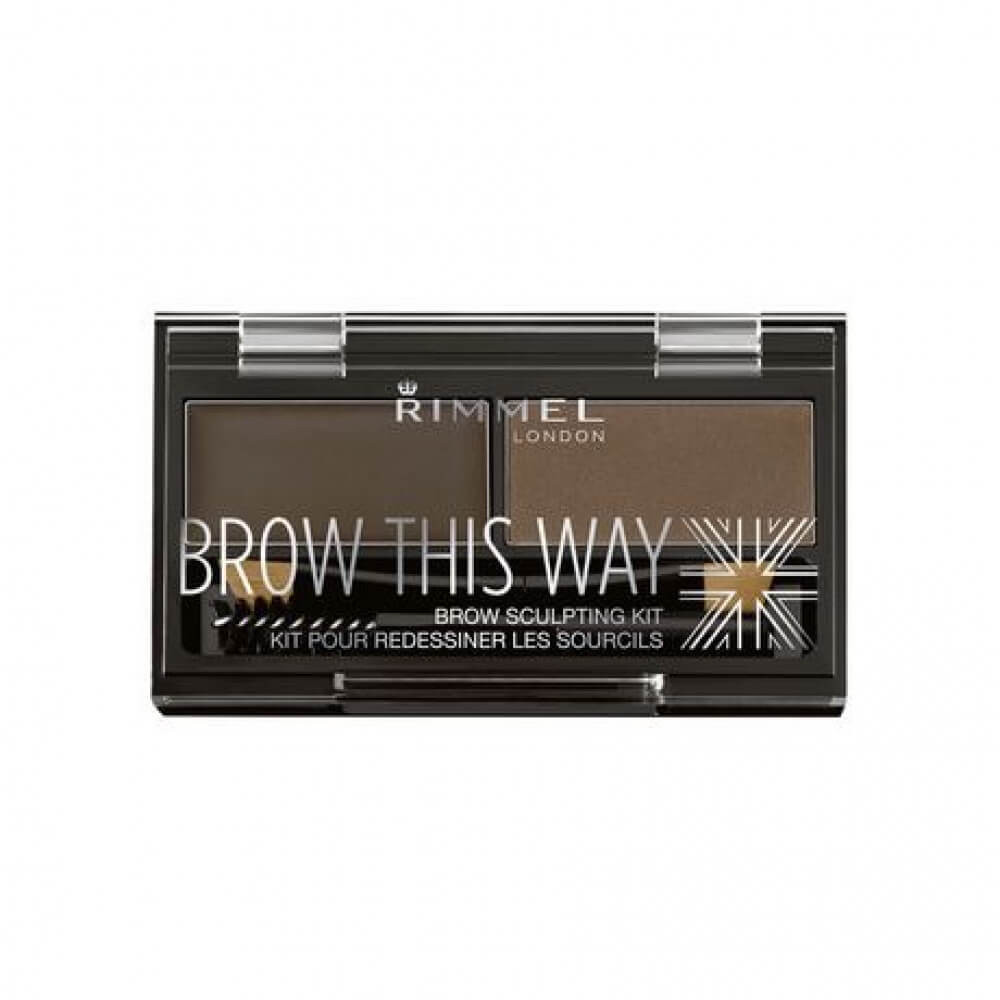 RIMMEL
LONDON
BROW THIS WAY
BROW SCULPTING KIT
KIT POUR REDESSINER LES SOURCILS